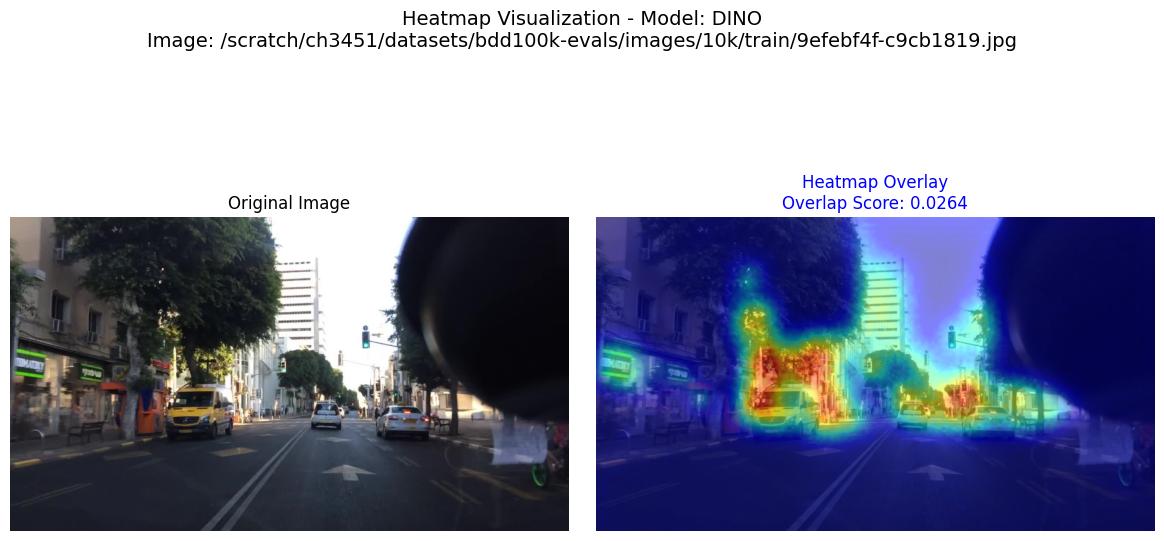 Heatmap Visualization - Model: DINO
Image: /scratch/ch3451/datasets/bdd100k-evals/images/10k/train/9efebf4f-c9cb1819.jpg
Original Image
Heatmap Overlay
Overlap Score: 0.0264